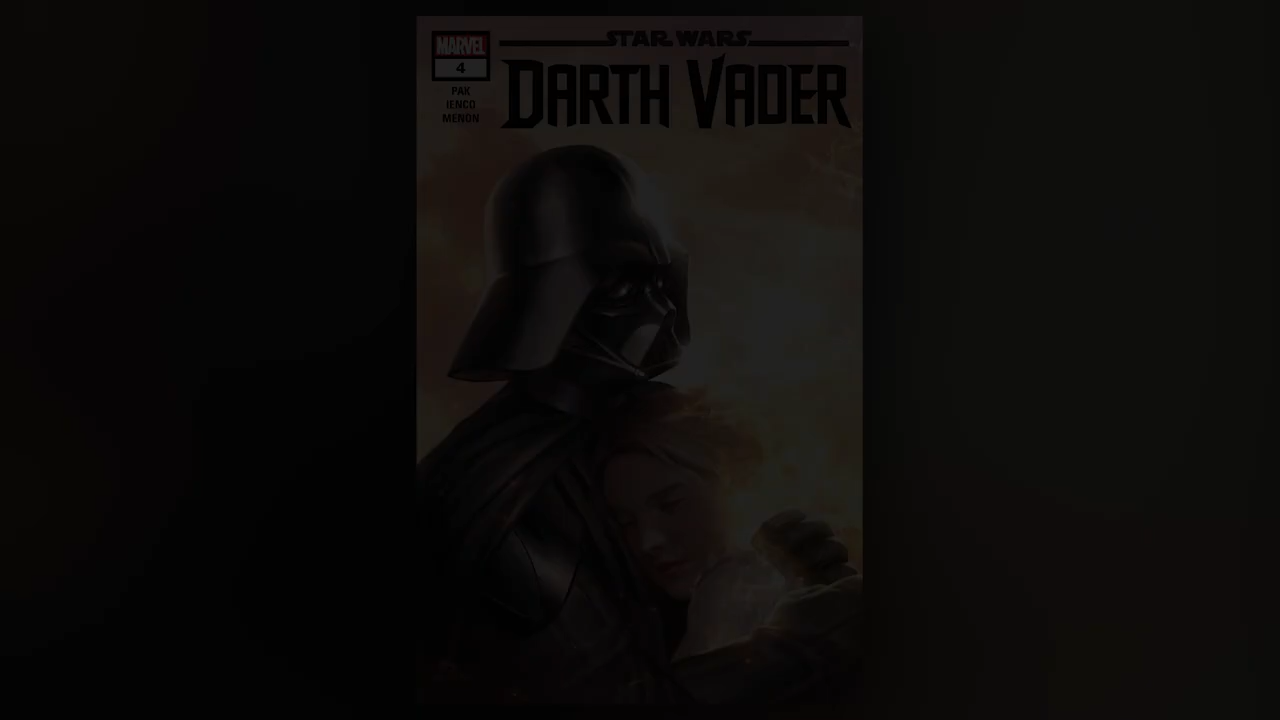 MARVEL
4
PAK
IENCO
MENON
STAR WARS
DARTH VADER